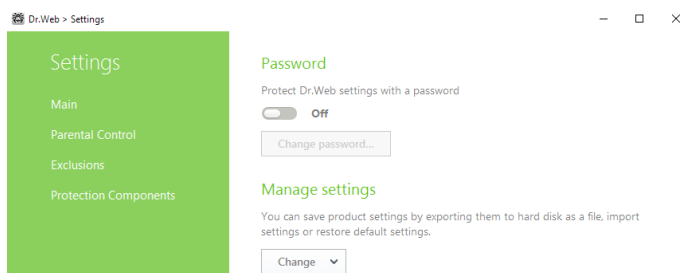 Dr.Web > Settings
Settings
Main
Parental Control
Exclusions
Protection Components
Password
Protect Dr.Web settings with a password
Off
Change password...
Manage settings
You can save product settings by exporting them to hard disk as a file, import
settings or restore default settings.
Change